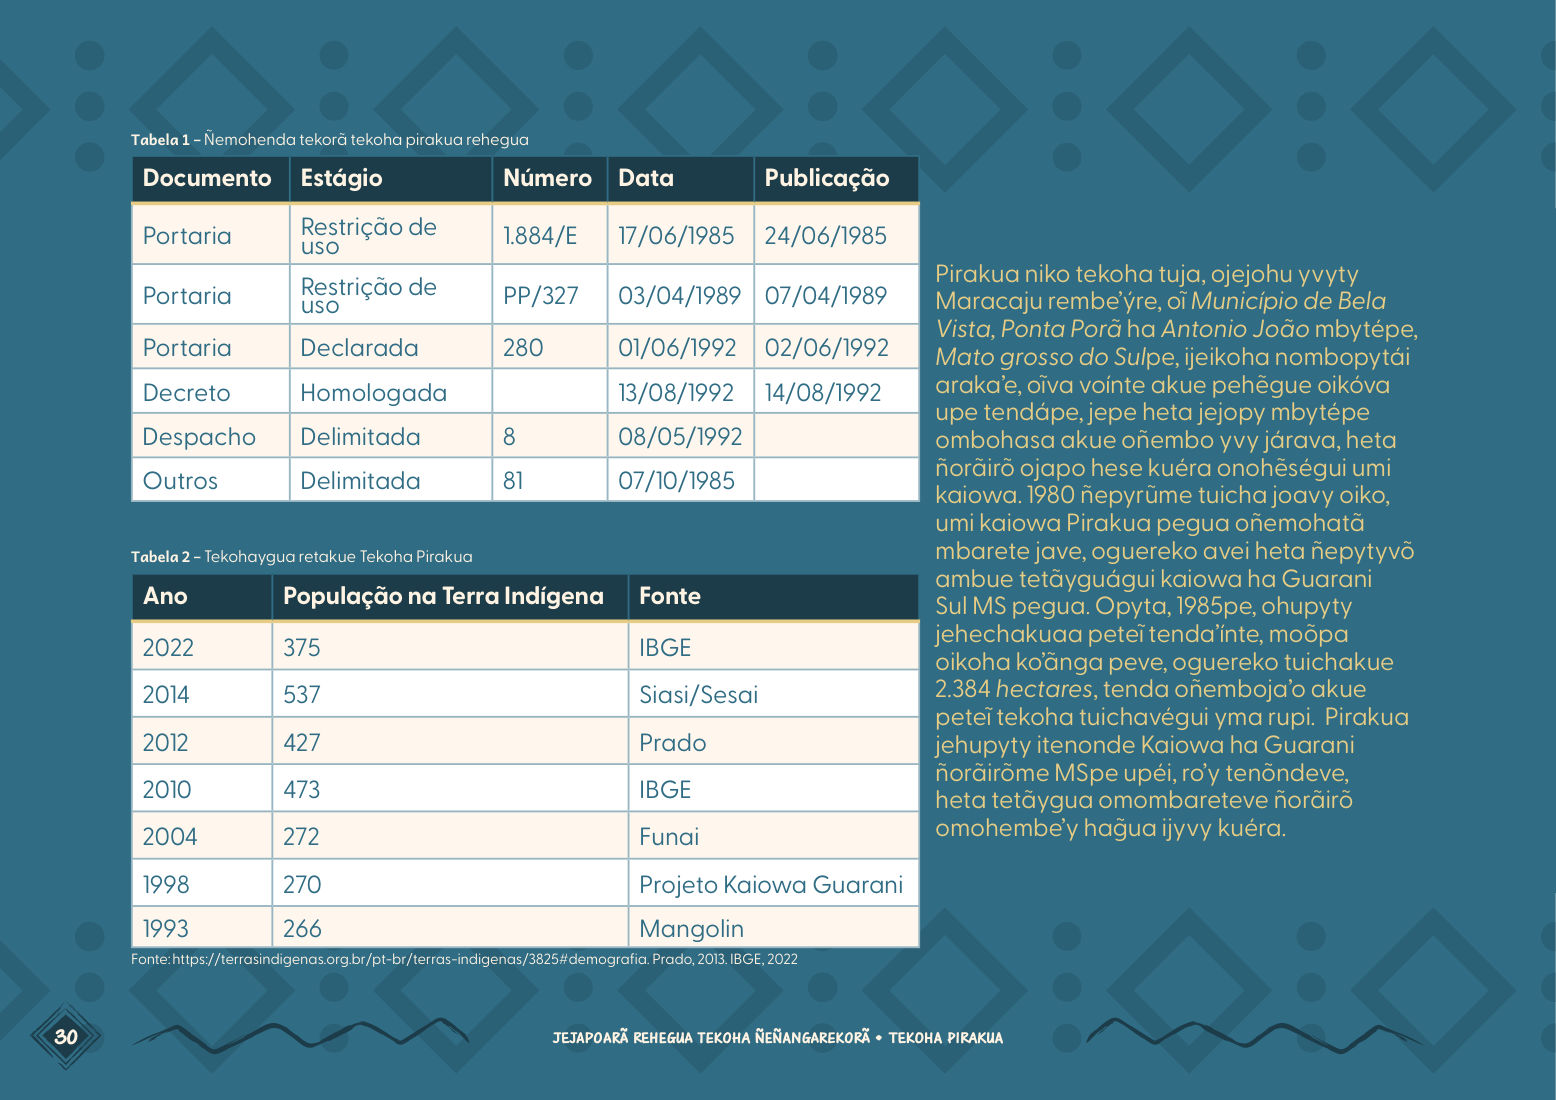 Tabela 1 – Ñemohenda tekorã tekoha pirakua rehegua
Documento Estágio Número Data Publicação
Portaria Restrição de uso 1.884/E 17/06/1985 24/06/1985
Portaria Restrição de uso PP/327 03/04/1989 07/04/1989
Portaria Declarada 280 01/06/1992 02/06/1992
Decreto Homologada 13/08/1992 14/08/1992
Despacho Delimitada 8 08/05/1992
Outros Delimitada 81 07/10/1985
Tabela 2 – Tekohaygua retakue Tekoha Pirakua
Ano População na Terra Indígena Fonte
2022 375 IBGE
2014 537 Siasi/Sesai
2012 427 Prado
2010 473 IBGE
2004 272 Funai
1998 270 Projeto Kaiowa Guarani
1993 266 Mangolin
Fonte: https://terrasindigenas.org.br/pt-br/terras-indigenas/3825#demografia. Prado, 2013. IBGE, 2022
Pirakua niko tekoha tuja, ojejohu yvyty
Maracaju rembe’ýre, oĩ Município de Bela
Vista, Ponta Porã ha Antonio João mbytépe,
Mato grosso do Sulpe, ijeikoha nombopytái
araka’e, oĩva voínte akue pehẽgue oikóva
upe tendápe, jepe heta jejopy mbytépe
ombohasa akue oñembo yvy járava, heta
ñorãirõ ojapo hese kuéra onohẽségui umi
kaiowa. 1980 ñepyrũme tuicha joavy oiko,
umi kaiowa Pirakua pegua oñemohatã
mbarete jave, oguereko avei heta ñepytyvõ
ambue tetãyguágui kaiowa ha Guarani
Sul MS pegua. Opyta, 1985pe, ohupyty
jehechakuaa peteĩ tenda’ínte, moõpa
oikoha ko’ãnga peve, oguereko tuichakue
2.384 hectares, tenda oñemboja’o akue
peteĩ tekoha tuichavégui yma rupi. Pirakua
jehupyty itenonde Kaiowa ha Guarani
ñorãirõme MSpe upéi, ro’y tenõndeve,
heta tetãygua omombareteve ñorãirõ
omohembe’y hag̃ua ijyvy kuéra.
30
JEJAPOARÃ REHEGUA TEKOHA ÑEÑANGAREKORÃ • TEKOHA PIRAKUA